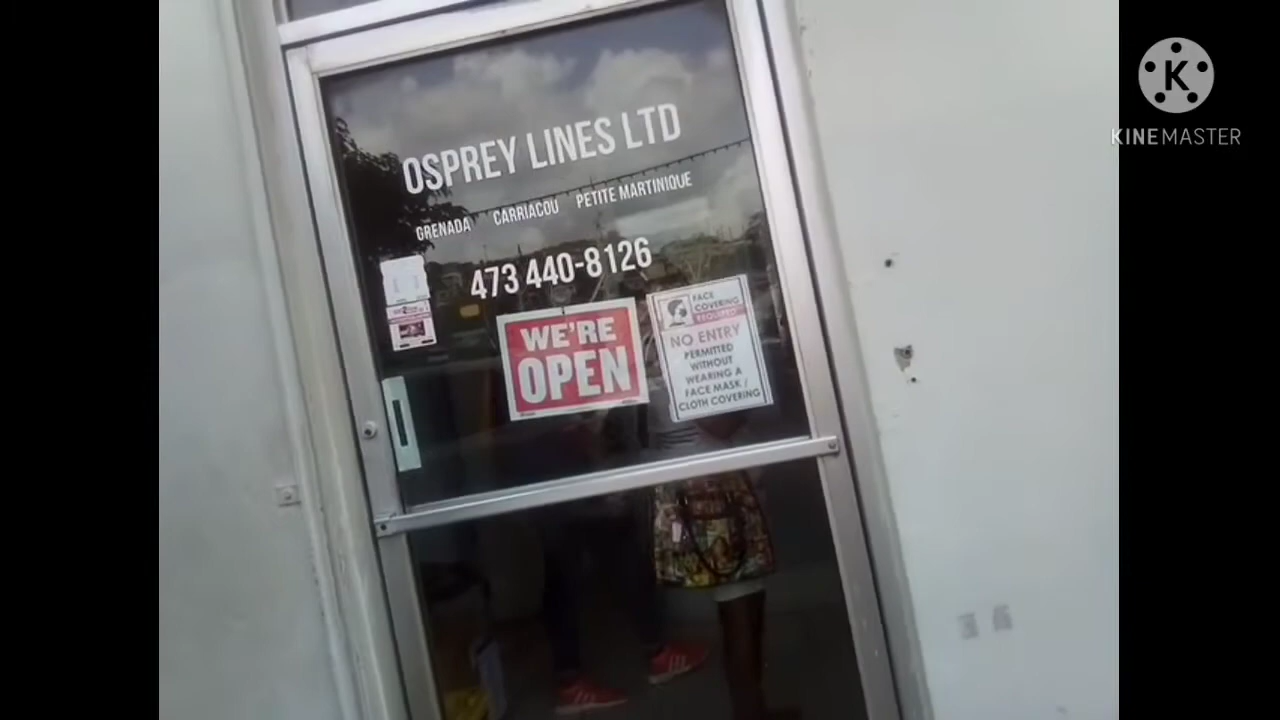 OSPREY LINES LTD
GRENADA CARRIACOU PETITE MARTINIQUE
473 440-8126
WE'RE
OPEN
FACE
COVERING
REQUIRED
NO ENTRY
PERMITTED
WITHOUT
WEARING A
FACE MASK /
CLOTH COVERING
K
KINEMASTER